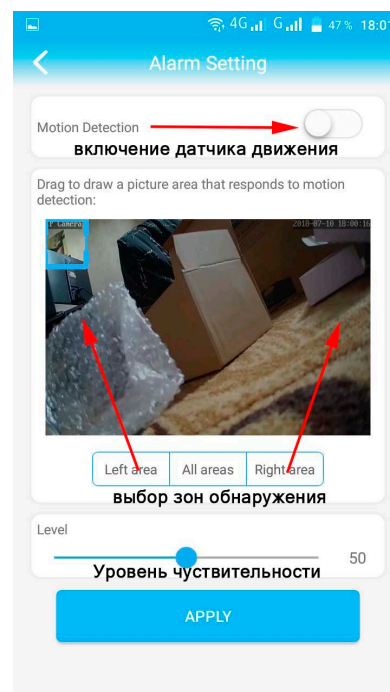 4G G 47% 18:01
Alarm Setting
Motion Detection
включение датчика движения
Drag to draw a picture area that responds to motion
detection:
P Camera 2018-07-10 18:00:16
Left area All areas Right area
выбор зон обнаружения
Level
50
Уровень чуствительности
APPLY